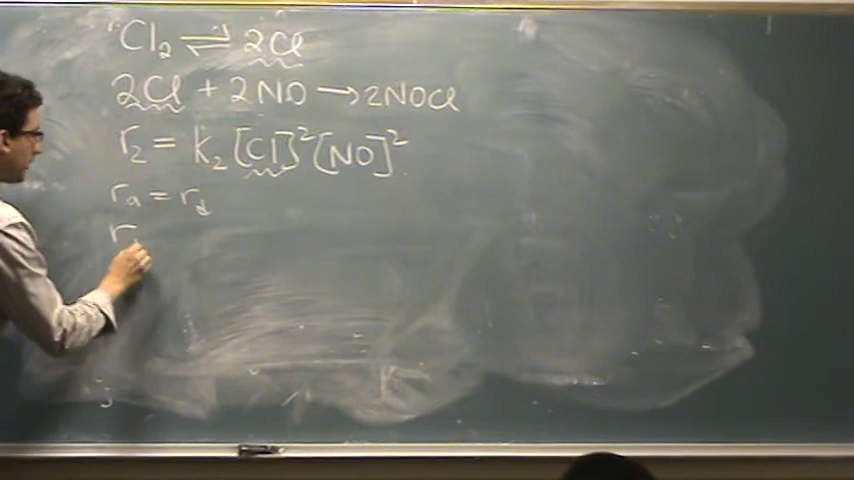 Cl₂ ⇌ 2Cl
2Cl + 2NO → 2NOCl
r₂ = k₂[Cl]²[NO]²
rₐ = r_d
r